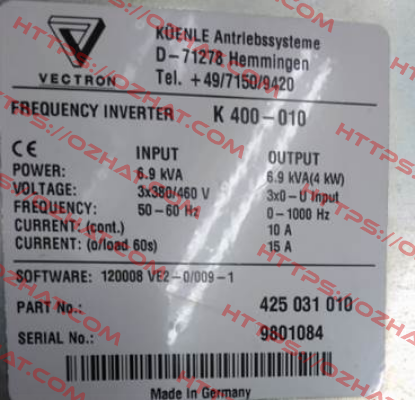 KÜENLE Antriebssysteme
D-71278 Hemmingen
Tel. +49/7150/9420
VECTRON
FREQUENCY INVERTER K 400-010
CE INPUT OUTPUT
POWER: 6.9 kVA 6.9 kVA(4 kW)
VOLTAGE: 3x380/460 V 3x0-U Input
FREQUENCY: 50-60 Hz 0-1000 Hz
CURRENT: (cont.) 10 A
CURRENT: (o/load 60s) 15 A
SOFTWARE: 120008 VE2-0/009-1
PART No.: 425 031 010
SERIAL No.: 9801084
Made in Germany
HTTPS://OZHAT.COM